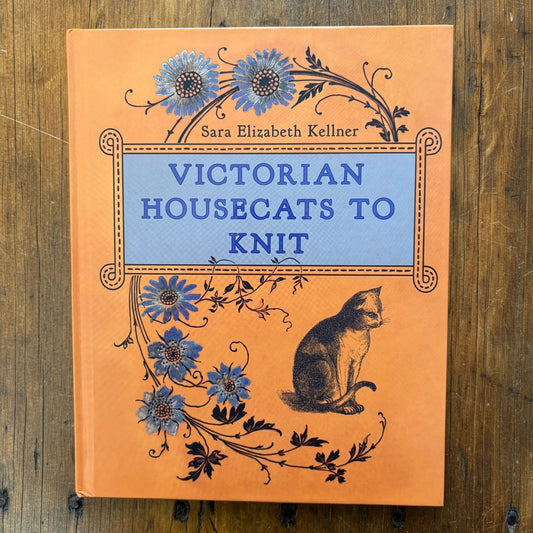 Sara Elizabeth Kellner
VICTORIAN
HOUSECATS TO
KNIT